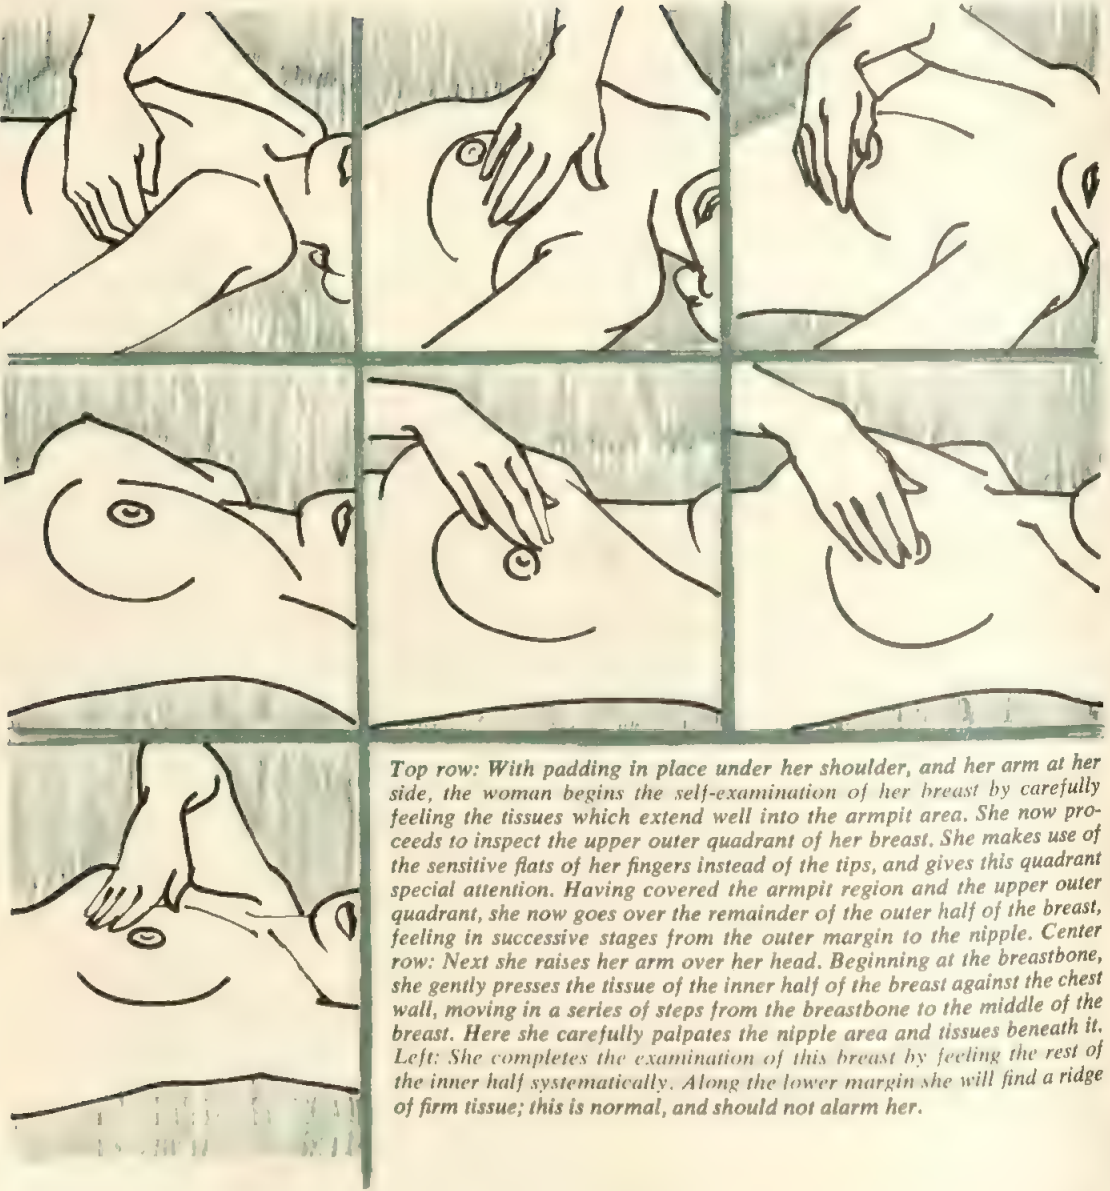 Top row: With padding in place under her shoulder, and her arm at her
side, the woman begins the self-examination of her breast by carefully
feeling the tissues which extend well into the armpit area. She now pro-
ceeds to inspect the upper outer quadrant of her breast. She makes use of
the sensitive flats of her fingers instead of the tips, and gives this quadrant
special attention. Having covered the armpit region and the upper outer
quadrant, she now goes over the remainder of the outer half of the breast,
feeling in successive stages from the outer margin to the nipple. Center
row: Next she raises her arm over her head. Beginning at the breastbone,
she gently presses the tissue of the inner half of the breast against the chest
wall, moving in a series of steps from the breastbone to the middle of the
breast. Here she carefully palpates the nipple area and tissues beneath it.
Left: She completes the examination of this breast by feeling the rest of
the inner half systematically. Along the lower margin she will find a ridge
of firm tissue; this is normal, and should not alarm her.